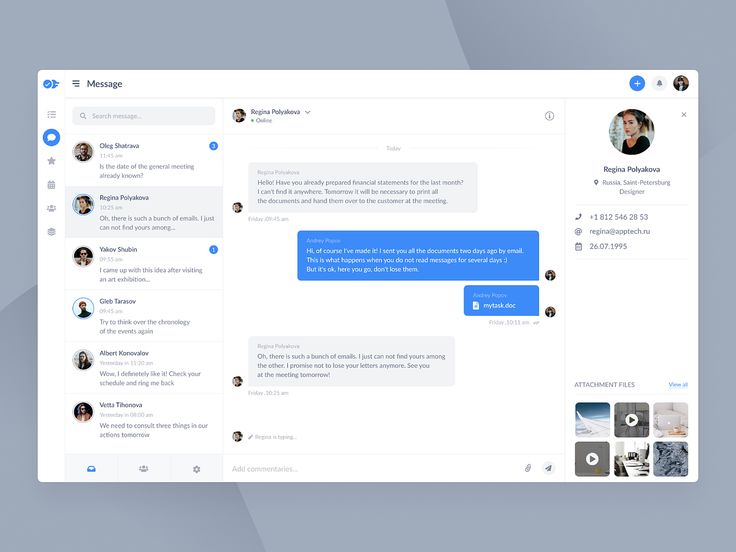 Message
Search message...
Oleg Shatrava
3
11:45 am
Is the date of the general meeting
already known?
Regina Polyakova
10:25 am
Oh, there is such a bunch of emails. I just
can not find yours among...
Yakov Shubin
1
09:55 am
I came up with this idea after visiting
an art exhibition...
Gleb Tarasov
09:45 am
Try to think over the chronology
of the events again
Albert Konovalov
Yesterday in 11:20 am
Wow, I definetely like it! Check your
schedule and ring me back
Vetta Tihonova
Yesterday in 08:00 am
We need to consult three things in our
actions tomorrow
Regina Polyakova
Online
Today
Regina Polyakova
Hello! Have you already prepared financial statements for the last month?
I can't find it anywhere. Tomorrow it will be necessary to print all
the documents and hand them over to the customer at the meeting.
Friday ,09:45 am
Andrey Popov
Hi, of course I've made it! I sent you all the documents two days ago by email.
This is what happens when you do not read messages for several days :)
But it's ok, here you go, don't lose them.
Andrey Popov
mytask.doc
Friday ,10:11 am
Regina Polyakova
Oh, there is such a bunch of emails. I just can not find yours among
the other. I promise not to lose your letters anymore. See you
at the meeting tomorrow!
Friday ,10:25 am
Regina is typing...
Add commentaries...
Regina Polyakova
Russia, Saint-Petersburg
Designer
+1 812 546 28 53
regina@apptech.ru
26.07.1995
ATTACHMENT FILES
View all